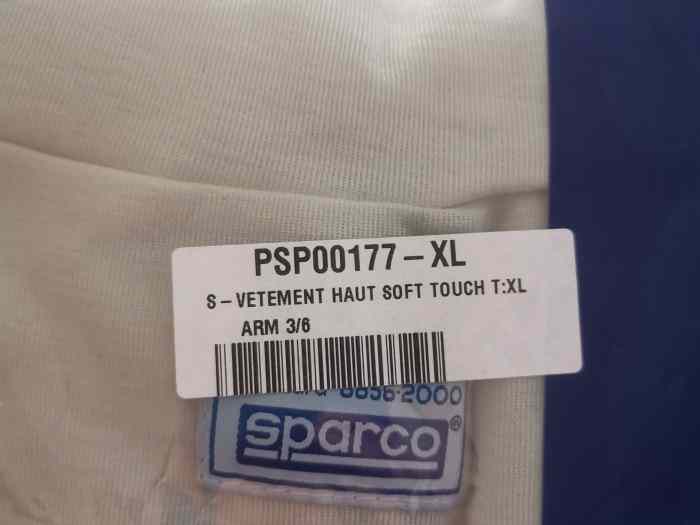 PSP00177-XL
S-VETEMENT HAUT SOFT TOUCH T:XL
ARM 3/6
8856-2000
sparco®